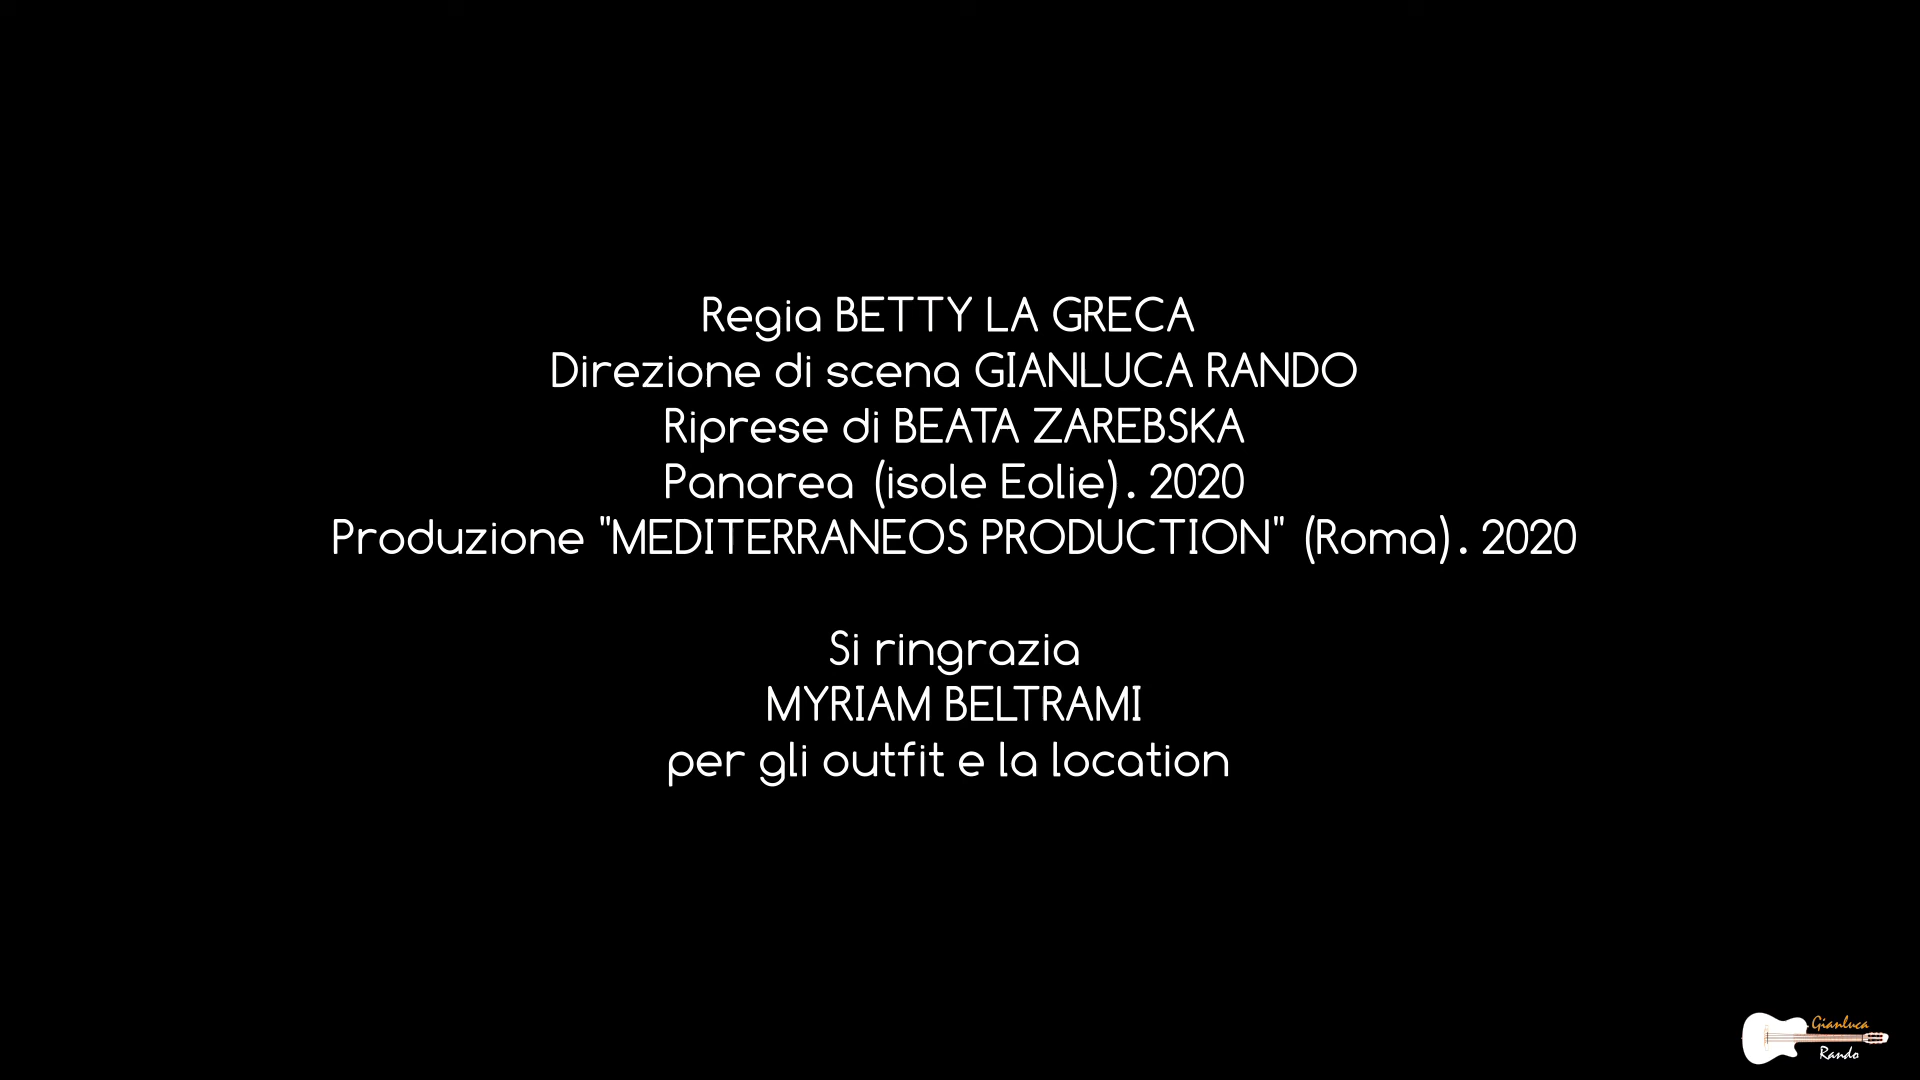 Regia BETTY LA GRECA
Direzione di scena GIANLUCA RANDO
Riprese di BEATA ZAREBSKA
Panarea (isole Eolie). 2020
Produzione "MEDITERRANEOS PRODUCTION" (Roma). 2020
Si ringrazia
MYRIAM BELTRAMI
per gli outfit e la location
Gianluca
Rando